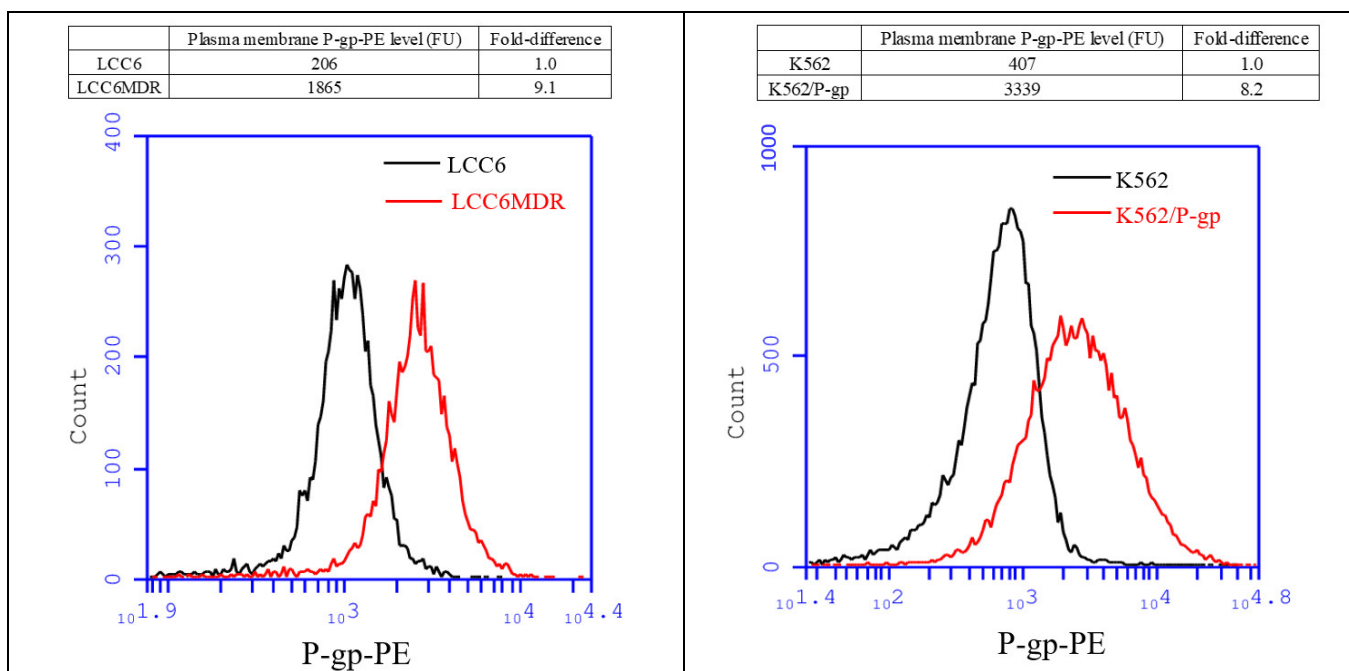 Plasma membrane P-gp-PE level (FU) Fold-difference
LCC6 206 1.0
LCC6MDR 1865 9.1
400
300
200
100
0
Count
LCC6
LCC6MDR
10^1.9 10^3 10^4 10^4.4
P-gp-PE
Plasma membrane P-gp-PE level (FU) Fold-difference
K562 407 1.0
K562/P-gp 3339 8.2
1000
500
0
Count
K562
K562/P-gp
10^1.4 10^2 10^3 10^4 10^4.8
P-gp-PE